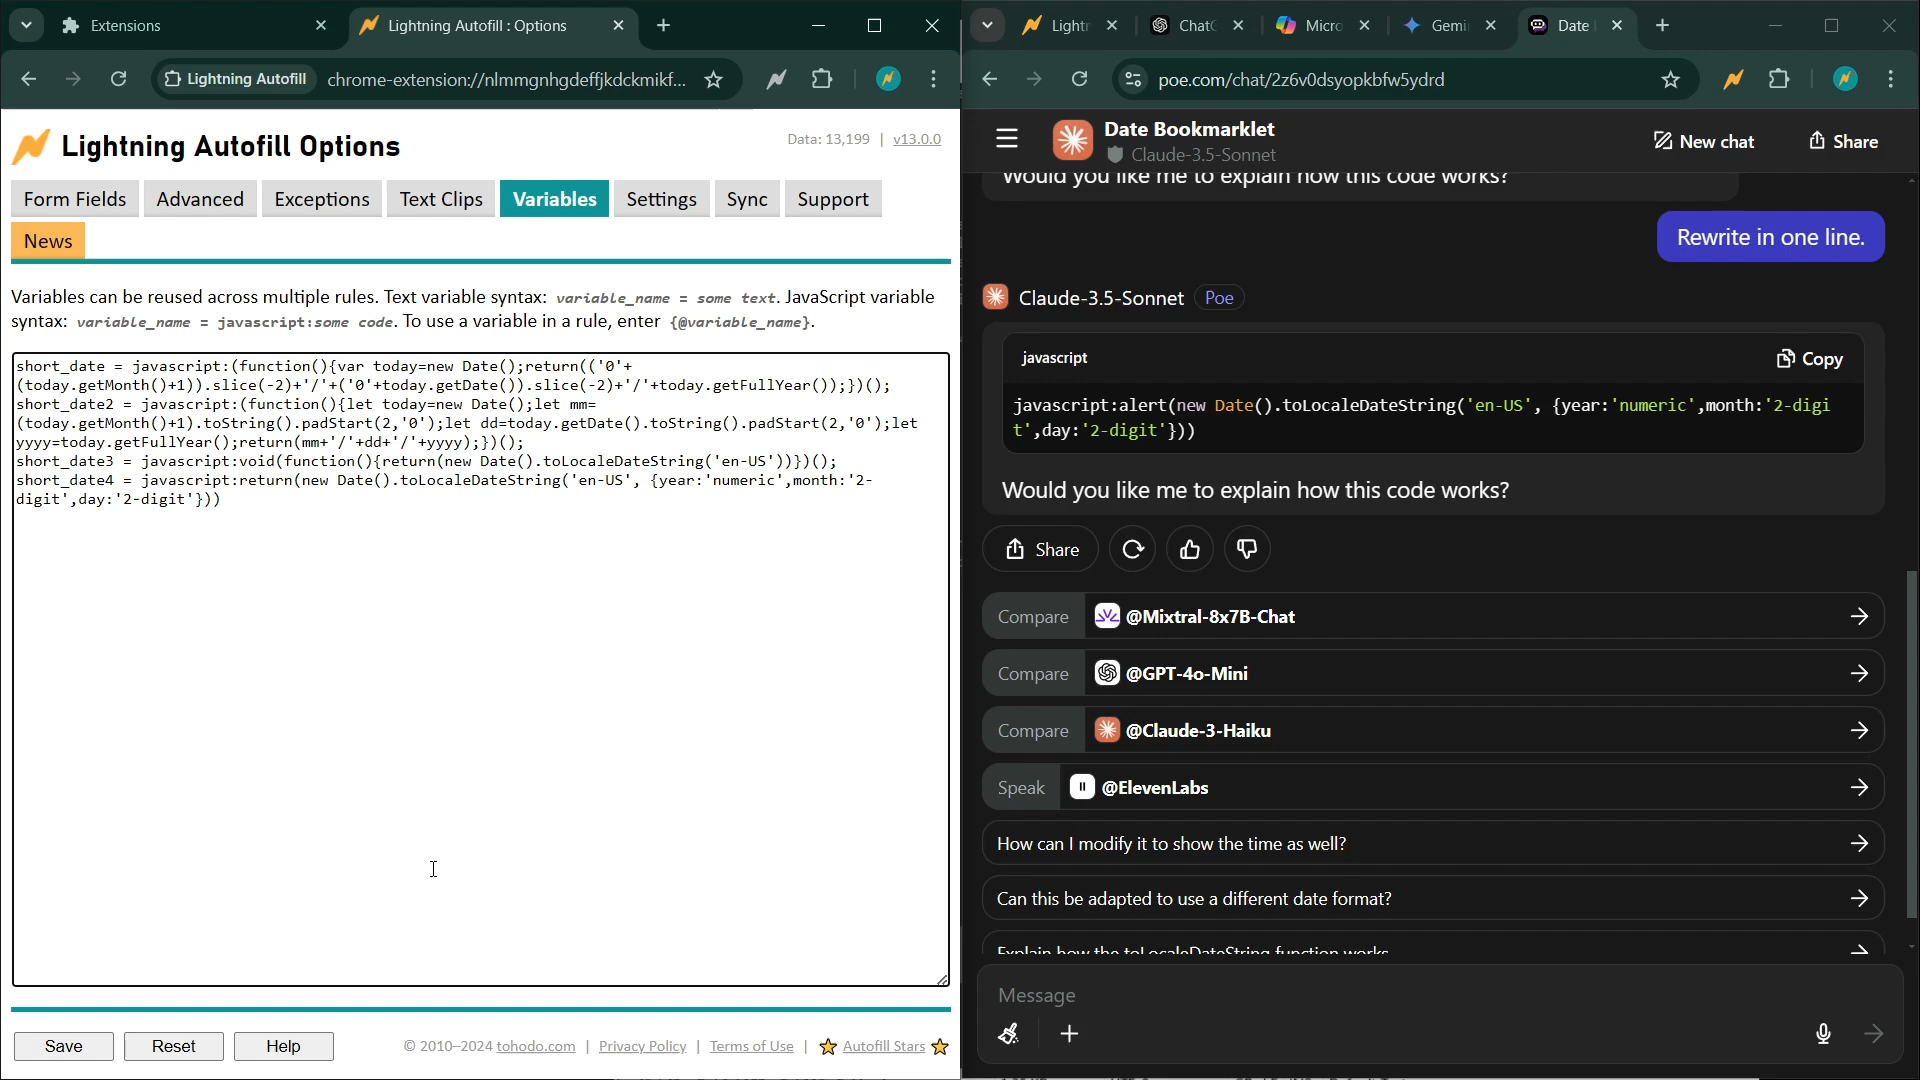 Extensions
Lightning Autofill : Options
Lightning Autofill
chrome-extension://nlmmgnhgdeffjkdckmikf...
Lightning Autofill Options
Data: 13,199 | v13.0.0
Form Fields
Advanced
Exceptions
Text Clips
Variables
Settings
Sync
Support
News
Variables can be reused across multiple rules. Text variable syntax: variable_name = some text. JavaScript variable
syntax: variable_name = javascript:some code. To use a variable in a rule, enter {@variable_name}.
short_date = javascript:(function(){var today=new Date();return(('0'+
(today.getMonth()+1)).slice(-2)+'/'+('0'+today.getDate()).slice(-2)+'/'+today.getFullYear());})();
short_date2 = javascript:(function(){let today=new Date();let mm=
(today.getMonth()+1).toString().padStart(2,'0');let dd=today.getDate().toString().padStart(2,'0');let
yyyy=today.getFullYear();return(mm+'/'+dd+'/'+yyyy);})();
short_date3 = javascript:void(function(){return(new Date().toLocaleDateString('en-US'))})();
short_date4 = javascript:return(new Date().toLocaleDateString('en-US', {year:'numeric',month:'2-
digit',day:'2-digit'}))
Save
Reset
Help
© 2010–2024 tohodo.com | Privacy Policy | Terms of Use | Autofill Stars
Lightn
ChatG
Micro
Gemi
Date
poe.com/chat/2z6v0dsyopkbfw5ydrd
Date Bookmarklet
Claude-3.5-Sonnet
New chat
Share
Would you like me to explain how this code works?
Rewrite in one line.
Claude-3.5-Sonnet
Poe
javascript
Copy
javascript:alert(new Date().toLocaleDateString('en-US', {year:'numeric',month:'2-digi
t',day:'2-digit'}))
Would you like me to explain how this code works?
Share
Compare @Mixtral-8x7B-Chat
Compare @GPT-4o-Mini
Compare @Claude-3-Haiku
Speak @ElevenLabs
How can I modify it to show the time as well?
Can this be adapted to use a different date format?
Explain how the toLocaleDateString function works
Message